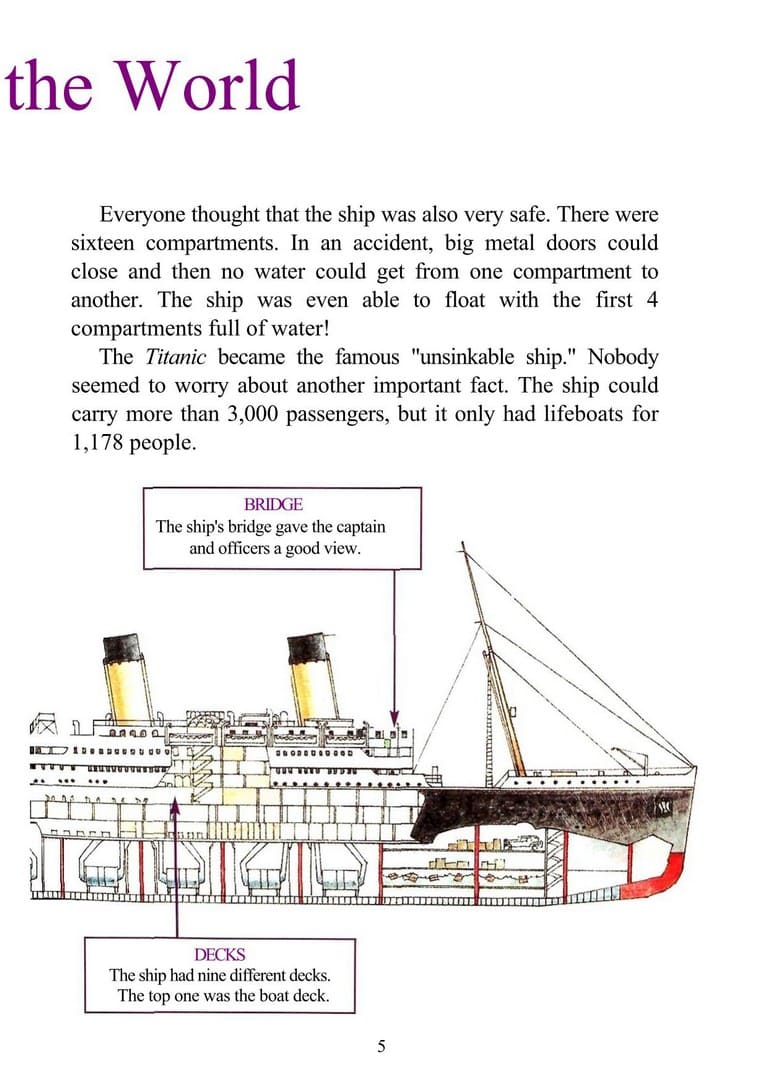 the World
Everyone thought that the ship was also very safe. There were
sixteen compartments. In an accident, big metal doors could
close and then no water could get from one compartment to
another. The ship was even able to float with the first 4
compartments full of water!
The Titanic became the famous "unsinkable ship." Nobody
seemed to worry about another important fact. The ship could
carry more than 3,000 passengers, but it only had lifeboats for
1,178 people.
BRIDGE
The ship's bridge gave the captain
and officers a good view.
DECKS
The ship had nine different decks.
The top one was the boat deck.
5